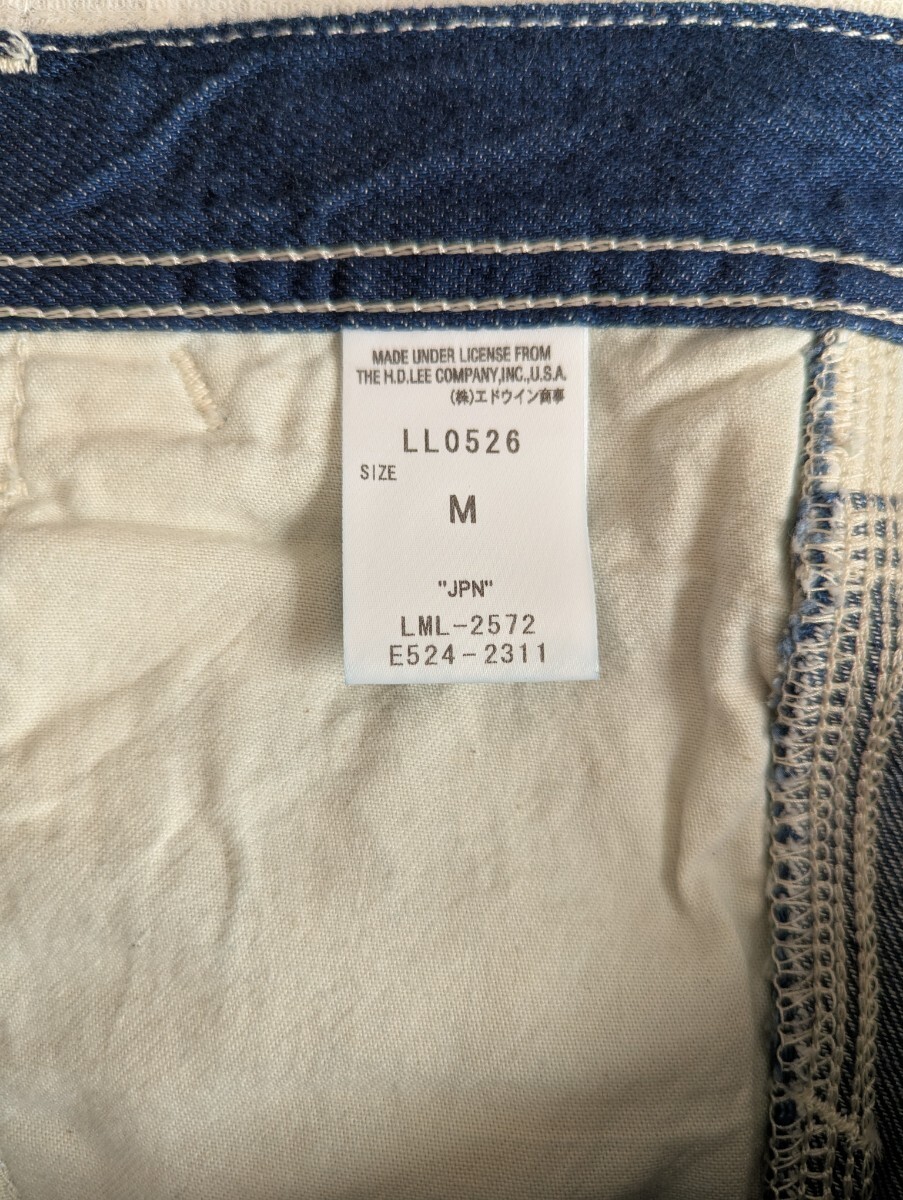 MADE UNDER LICENSE FROM
THE H.D.LEE COMPANY,INC.,U.S.A.
(株)エドウイン商事
LL0526
SIZE
M
"JPN"
LML-2572
E524-2311